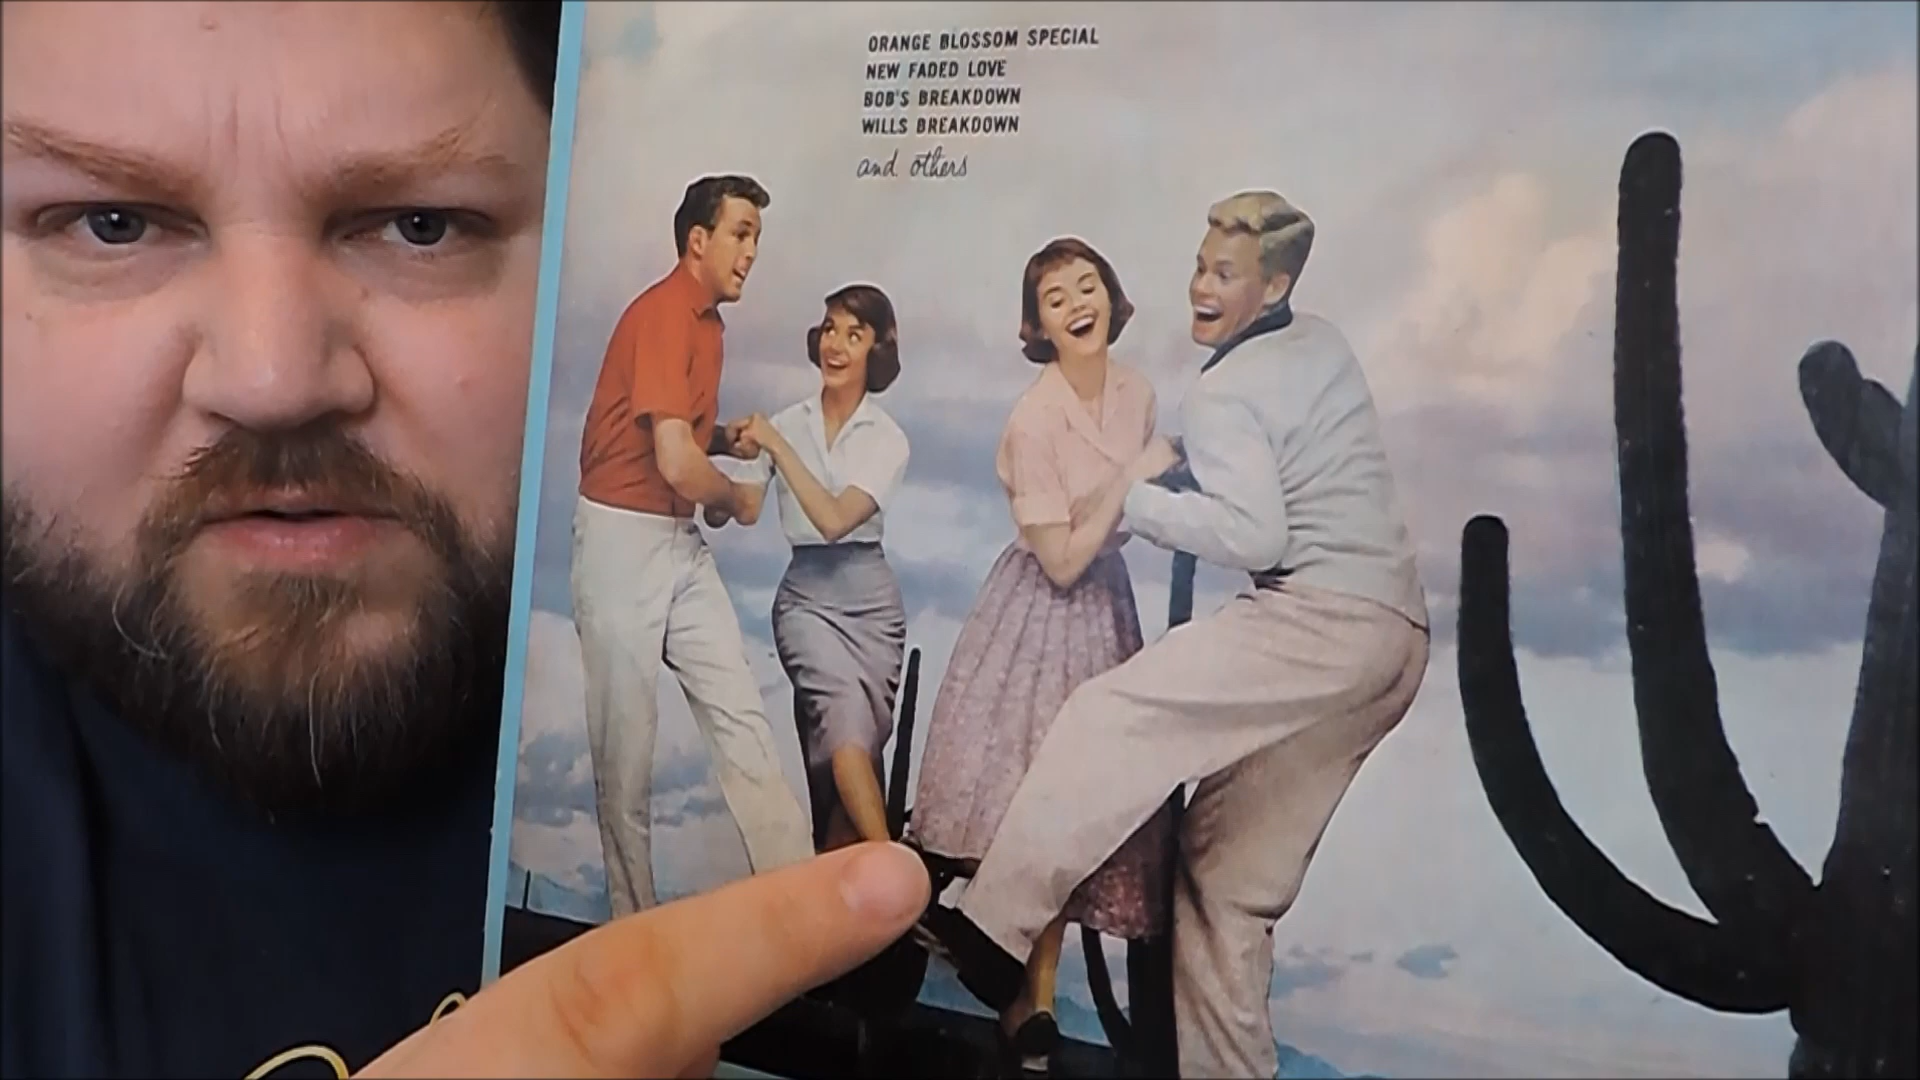 ORANGE BLOSSOM SPECIAL
NEW FADED LOVE
BOB'S BREAKDOWN
WILLS BREAKDOWN
and others